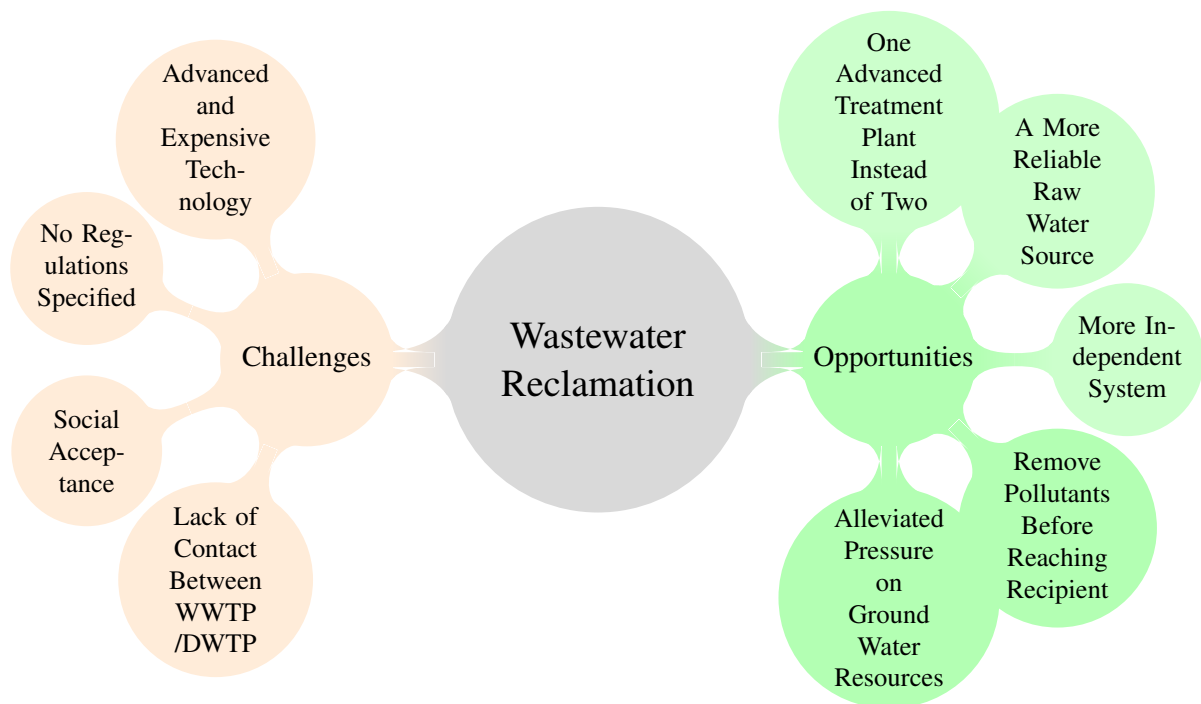 Wastewater
Reclamation
Challenges
Advanced
and
Expensive
Tech-
nology
No Reg-
ulations
Specified
Social
Accep-
tance
Lack of
Contact
Between
WWTP
/DWTP
Opportunities
One
Advanced
Treatment
Plant
Instead
of Two
A More
Reliable
Raw
Water
Source
More In-
dependent
System
Remove
Pollutants
Before
Reaching
Recipient
Alleviated
Pressure
on
Ground
Water
Resources